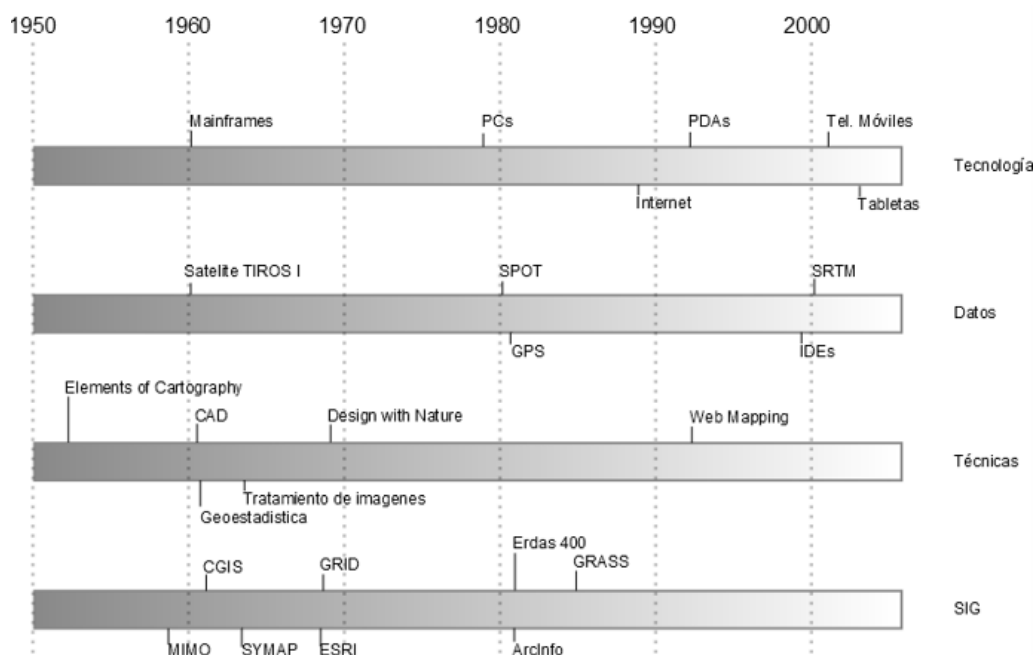 1950 1960 1970 1980 1990 2000
Mainframes PCs PDAs Tel. Móviles
Tecnología
Internet Tabletas
Satelite TIROS I SPOT SRTM
Datos
GPS IDEs
Elements of Cartography
CAD Design with Nature Web Mapping
Técnicas
Tratamiento de imagenes
Geoestadistica
Erdas 400
CGIS GRID GRASS
SIG
MIMO SYMAP ESRI ArcInfo